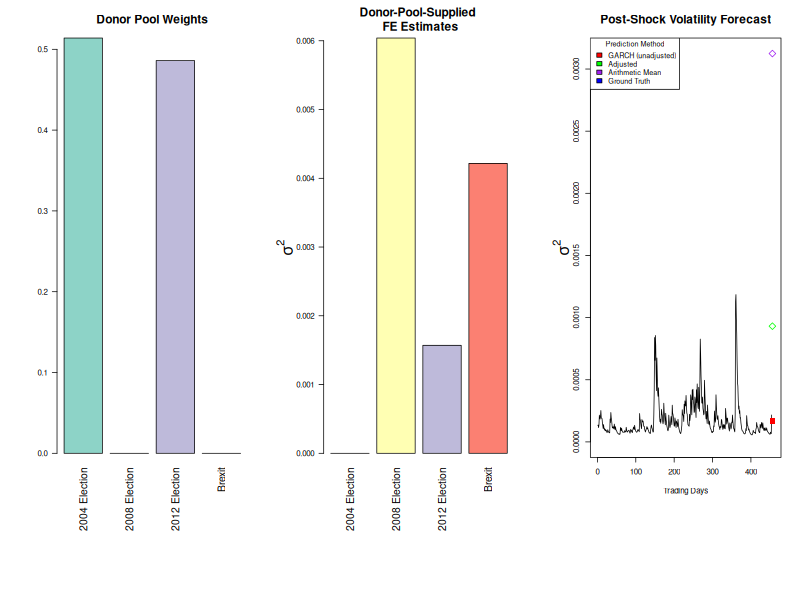 Donor Pool Weights
0.5
0.4
0.3
0.2
0.1
0.0
2004 Election
2008 Election
2012 Election
Brexit
Donor-Pool-Supplied
FE Estimates
σ2
0.006
0.005
0.004
0.003
0.002
0.001
0.000
2004 Election
2008 Election
2012 Election
Brexit
Post-Shock Volatility Forecast
σ2
0.0030
0.0025
0.0020
0.0015
0.0010
0.0005
0.0000
Prediction Method
GARCH (unadjusted)
Adjusted
Arithmetic Mean
Ground Truth
0
100
200
300
400
Trading Days